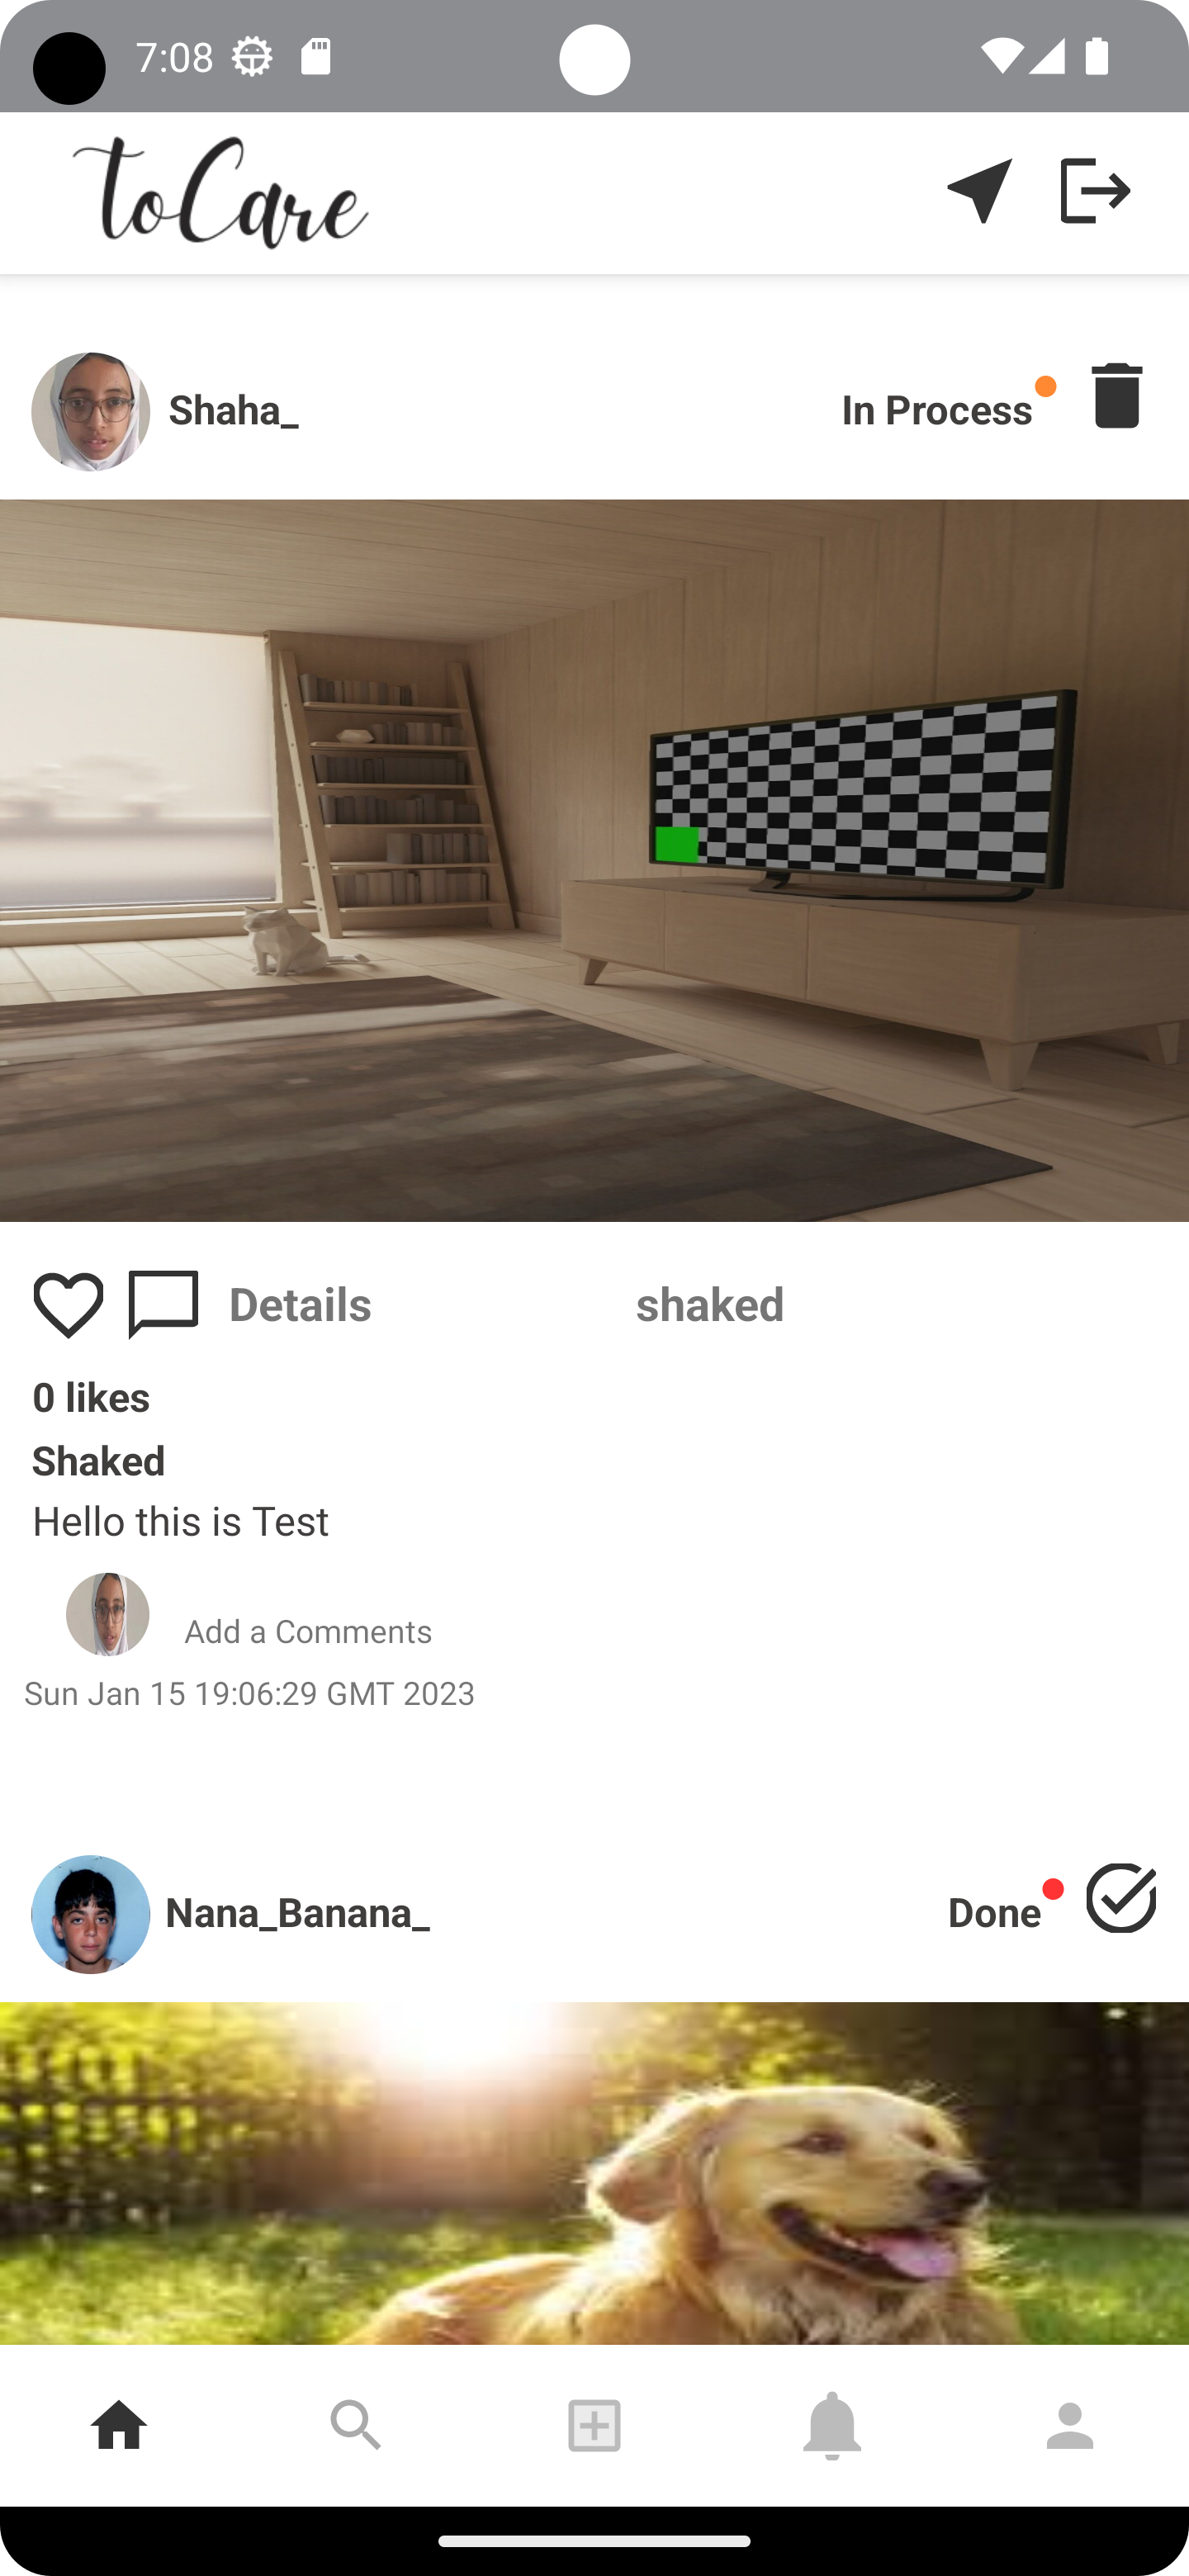 7:08
toCare
Shaha_
In Process
Details
shaked
0 likes
Shaked
Hello this is Test
Add a Comments
Sun Jan 15 19:06:29 GMT 2023
Nana_Banana_
Done